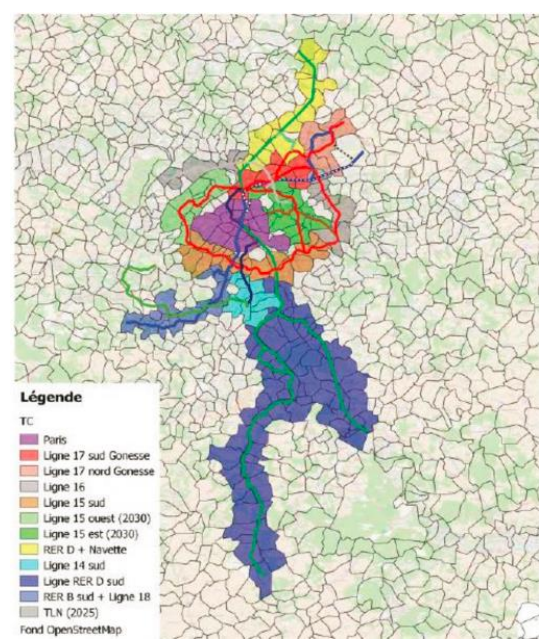 Légende
TC
Paris
Ligne 17 sud Gonesse
Ligne 17 nord Gonesse
Ligne 16
Ligne 15 sud
Ligne 15 ouest (2030)
Ligne 15 est (2030)
RER D + Navette
Ligne 14 sud
Ligne RER D sud
RER B sud + Ligne 18
TLN (2025)
Fond OpenStreetMap